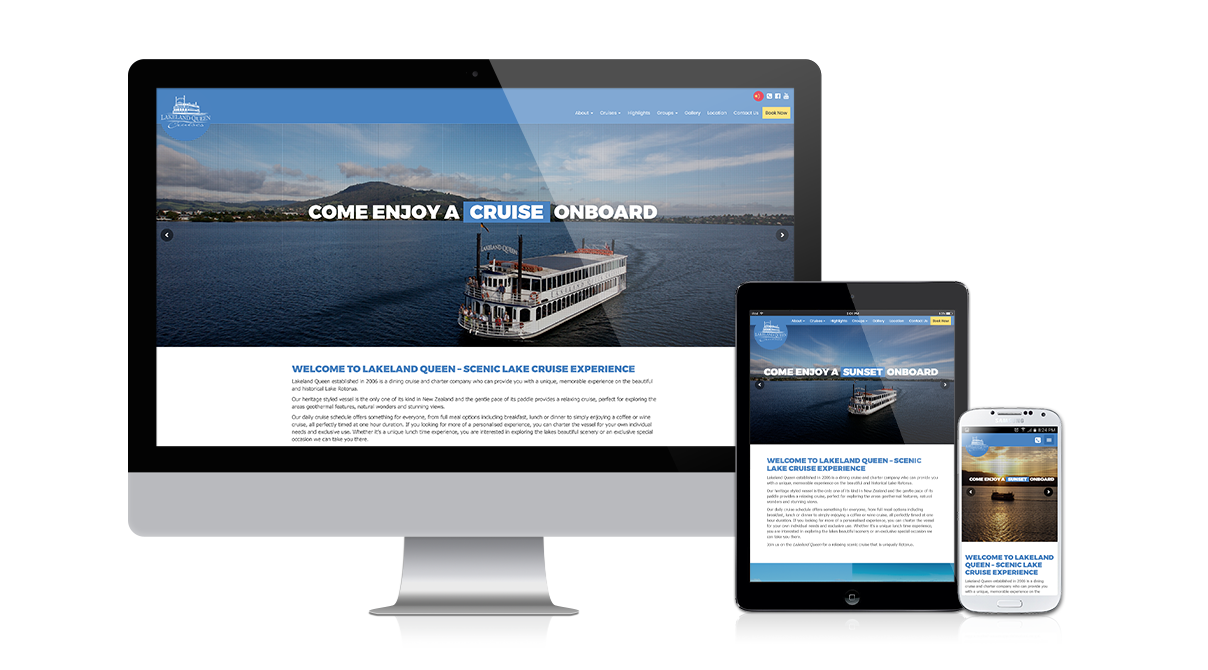 LAKELAND QUEEN
About
Cruises
Highlights
Groups
Gallery
Location
Contact Us
Book Now
COME ENJOY A CRUISE ONBOARD
LAKELAND QUEEN
WELCOME TO LAKELAND QUEEN – SCENIC LAKE CRUISE EXPERIENCE
Lakeland Queen established in 2006 is a dining cruise and charter company who can provide you with a unique, memorable experience on the beautiful
and historical Lake Rotorua.
Our heritage styled vessel is the only one of its kind in New Zealand and the gentle pace of its paddle provides a relaxing cruise, perfect for exploring the
areas geothermal features, natural wonders and stunning views.
Our daily cruise schedule offers something for everyone, from full meal options including breakfast, lunch or dinner to simply enjoying a coffee or wine
cruise, all perfectly timed at one hour duration. If you looking for more of a personalised experience, you can charter the vessel for your own individual
needs and exclusive use. Whether it's a unique lunch time experience, you are interested in exploring the lakes beautiful scenery or an exclusive special
occasion we can take you there.
About
Cruises
Highlights
Groups
Gallery
Location
Contact Us
Book Now
COME ENJOY A SUNSET ONBOARD
WELCOME TO LAKELAND QUEEN – SCENIC
LAKE CRUISE EXPERIENCE
Lakeland Queen established in 2006 is a dining cruise and charter company who can provide you
with a unique, memorable experience on the beautiful and historical Lake Rotorua.
Our heritage styled vessel is the only one of its kind in New Zealand and the gentle pace of its
paddle provides a relaxing cruise, perfect for exploring the areas geothermal features, natural
wonders and stunning views.
Our daily cruise schedule offers something for everyone, from full meal options including
breakfast, lunch or dinner to simply enjoying a coffee or wine cruise, all perfectly timed at one
hour duration. If you looking for more of a personalised experience, you can charter the vessel
for your own individual needs and exclusive use. Whether it's a unique lunch time experience,
you are interested in exploring the lakes beautiful scenery or an exclusive special occasion we
can take you there.
Join us on the Lakeland Queen for a relaxing scenic cruise that is uniquely Rotorua.
8:24 PM
COME ENJOY A SUNSET ONBOARD
WELCOME TO LAKELAND
QUEEN – SCENIC LAKE
CRUISE EXPERIENCE
Lakeland Queen established in 2006 is a dining
cruise and charter company who can provide you
with a unique, memorable experience on the